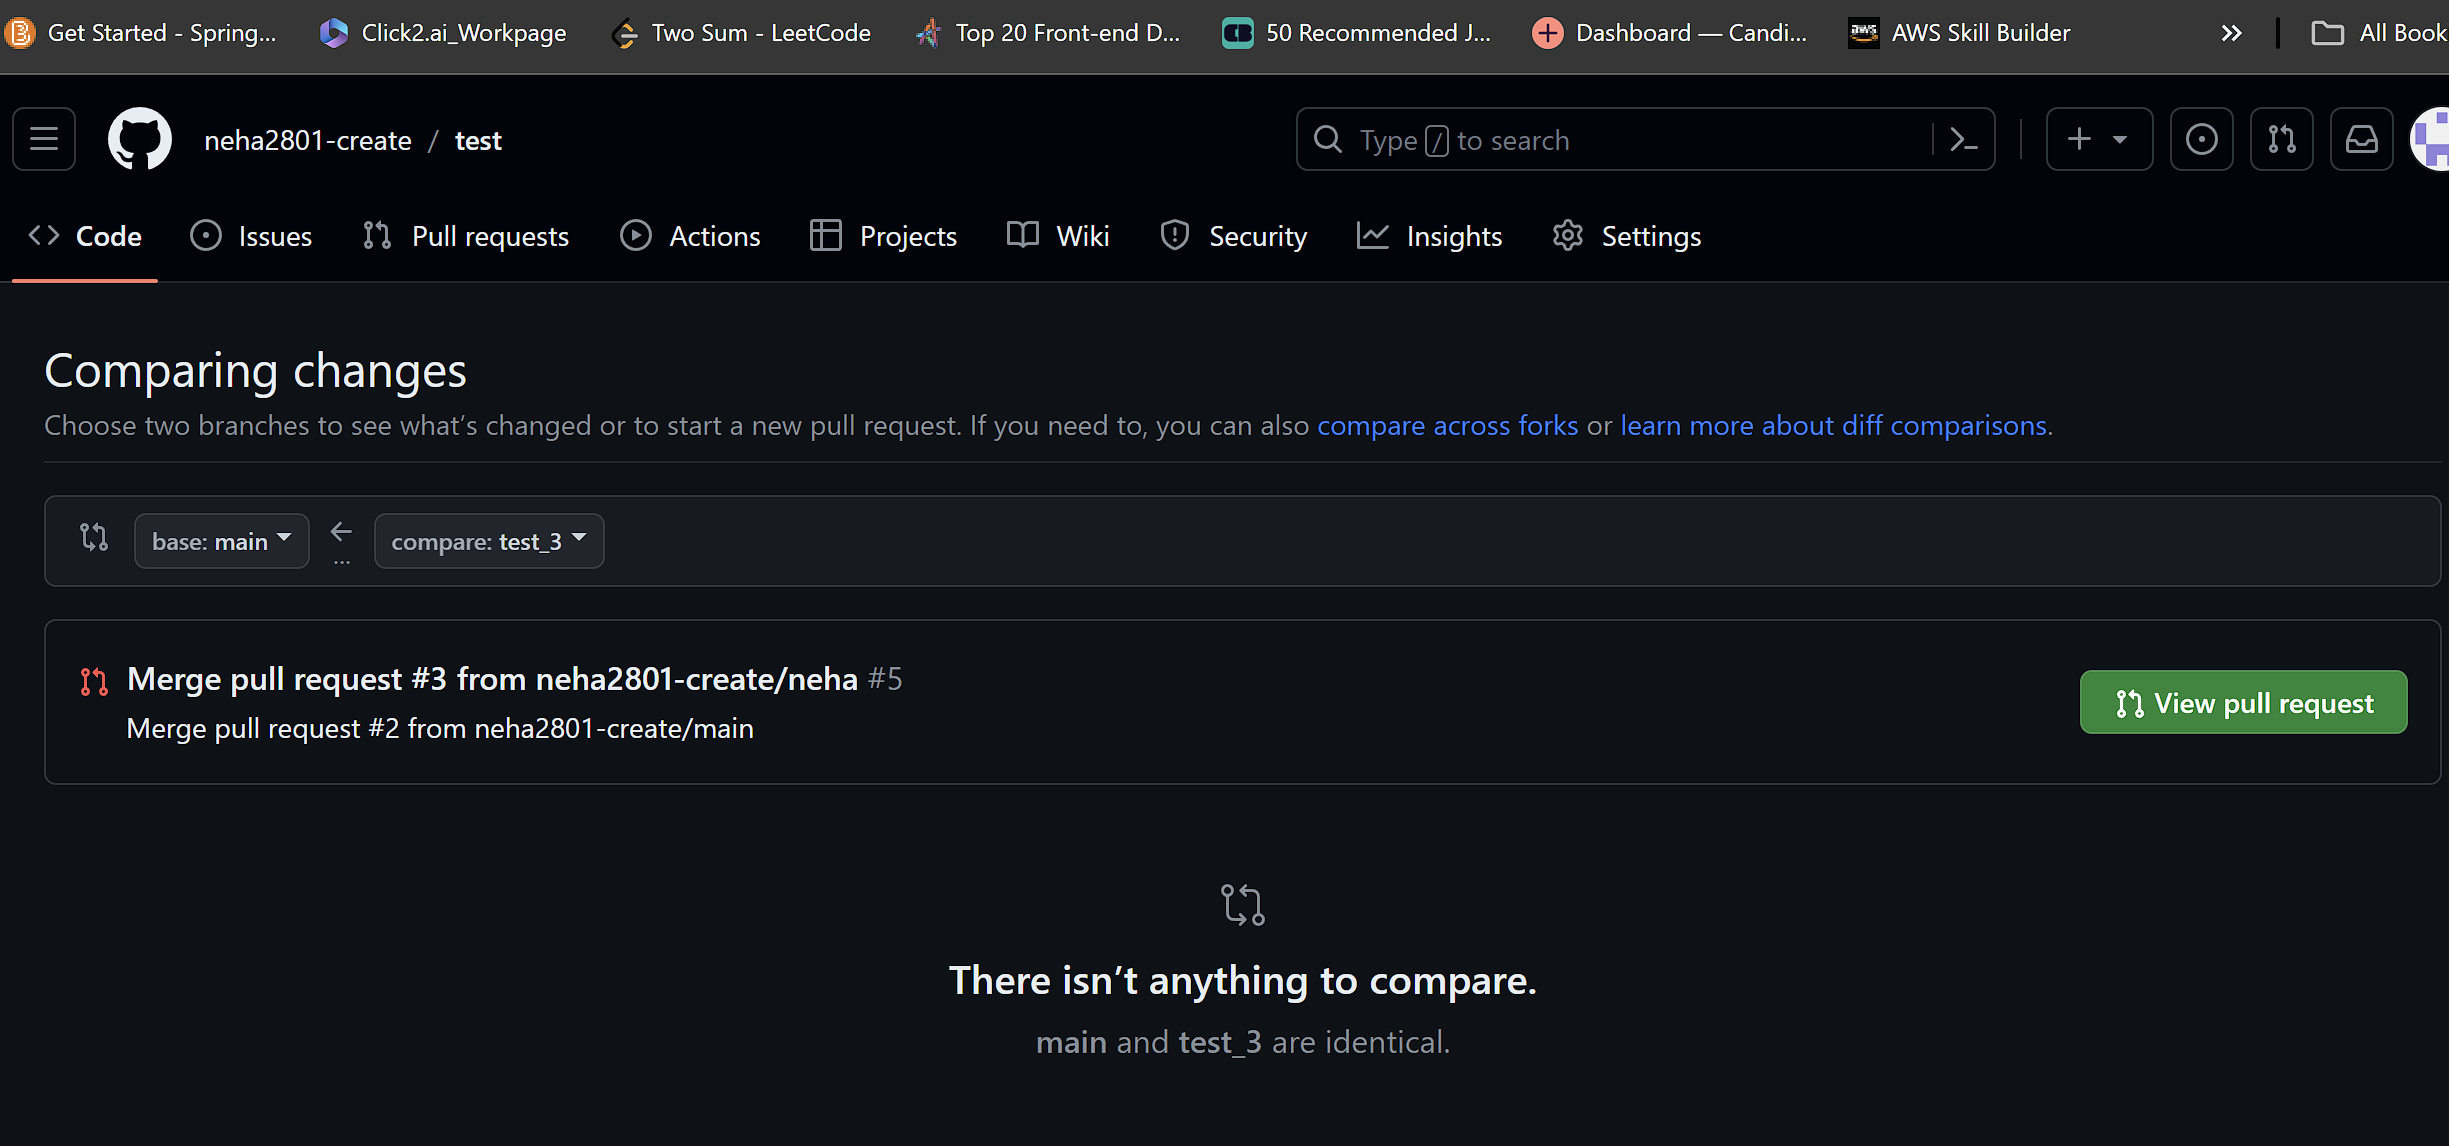 Get Started - Spring... Click2.ai_Workpage Two Sum - LeetCode Top 20 Front-end D... 50 Recommended J... Dashboard — Candi... AWS Skill Builder All Book
neha2801-create / test Type / to search
Code Issues Pull requests Actions Projects Wiki Security Insights Settings
Comparing changes
Choose two branches to see what’s changed or to start a new pull request. If you need to, you can also compare across forks or learn more about diff comparisons.
base: main ... compare: test_3
Merge pull request #3 from neha2801-create/neha #5
View pull request
Merge pull request #2 from neha2801-create/main
There isn’t anything to compare.
main and test_3 are identical.